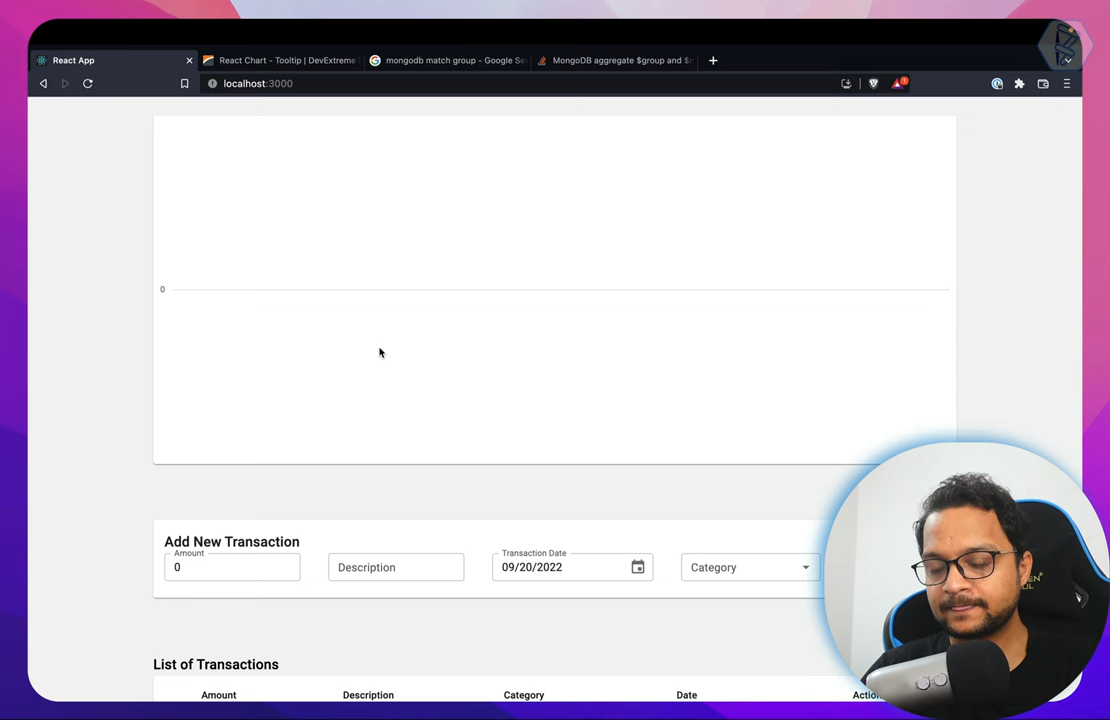 React App
React Chart - Tooltip | DevExtreme
mongodb match group - Google Se
MongoDB aggregate $group and $
localhost:3000
1
0
Add New Transaction
Amount
0
Description
Transaction Date
09/20/2022
Category
List of Transactions
Amount
Description
Category
Date